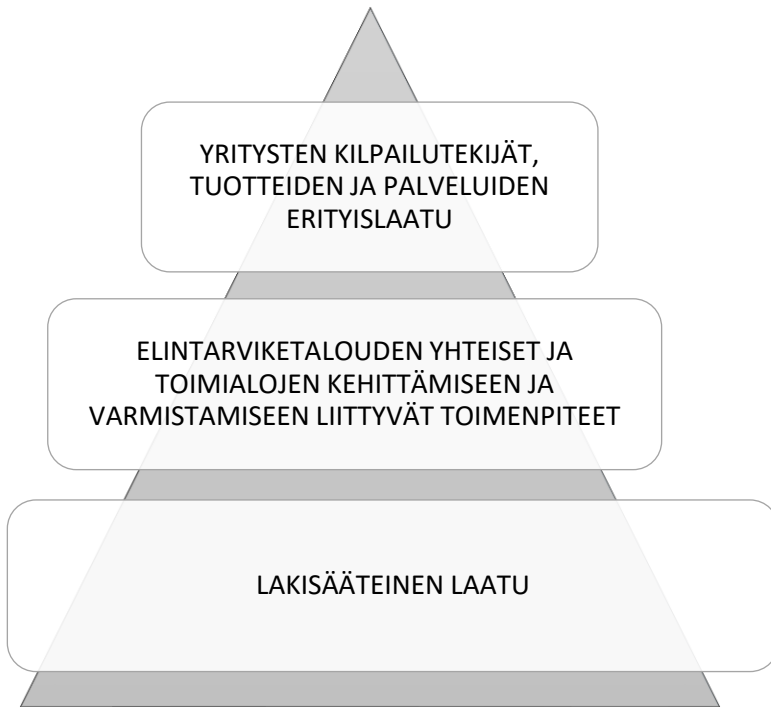 YRITYSTEN KILPAILUTEKIJÄT,
TUOTTEIDEN JA PALVELUIDEN
ERITYISLAATU
ELINTARVIKETALOUDEN YHTEISET JA
TOIMIALOJEN KEHITTÄMISEEN JA
VARMISTAMISEEN LIITTYVÄT TOIMENPITEET
LAKISÄÄTEINEN LAATU